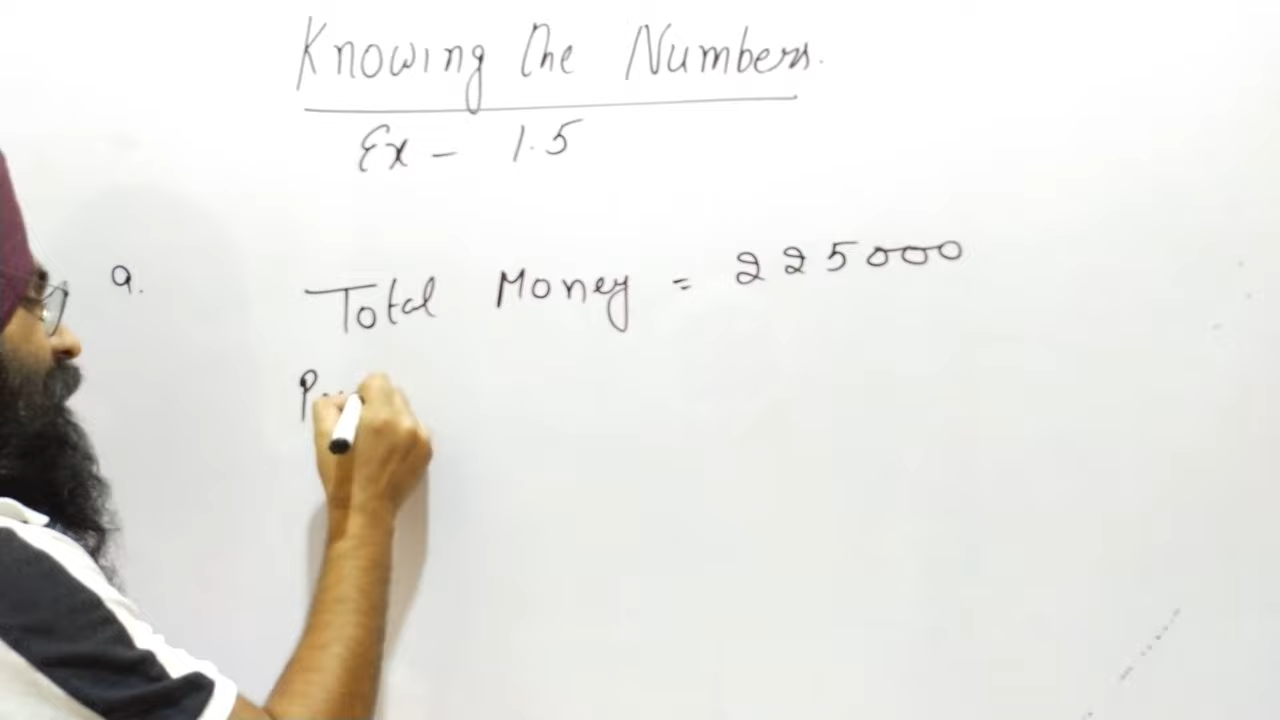 Knowing the Numbers.
Ex - 1.5
9.
Total Money = 225000